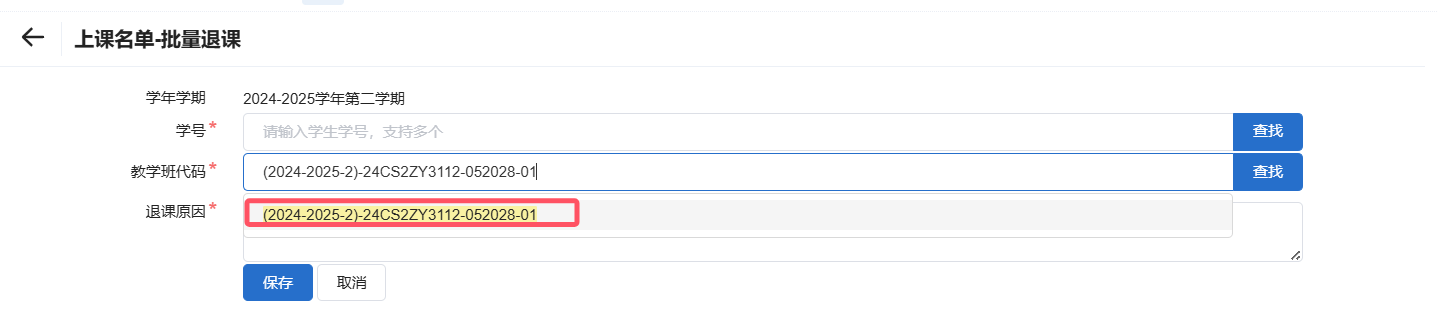 上课名单-批量退课
学年学期 2024-2025学年第二学期
学号* 请输入学生学号，支持多个 查找
教学班代码* (2024-2025-2)-24CS2ZY3112-052028-01 查找
退课原因* (2024-2025-2)-24CS2ZY3112-052028-01
保存 取消